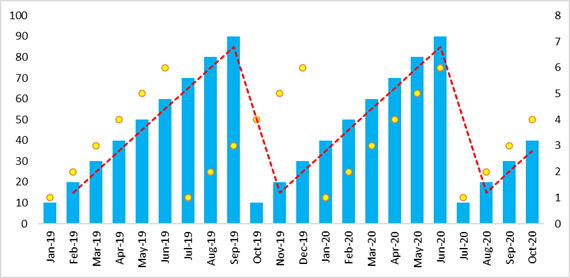 100
90
80
70
60
50
40
30
20
10
0
8
7
6
5
4
3
2
1
0
Jan-19
Feb-19
Mar-19
Apr-19
May-19
Jun-19
Jul-19
Aug-19
Sep-19
Oct-19
Nov-19
Dec-19
Jan-20
Feb-20
Mar-20
Apr-20
May-20
Jun-20
Jul-20
Aug-20
Sep-20
Oct-20